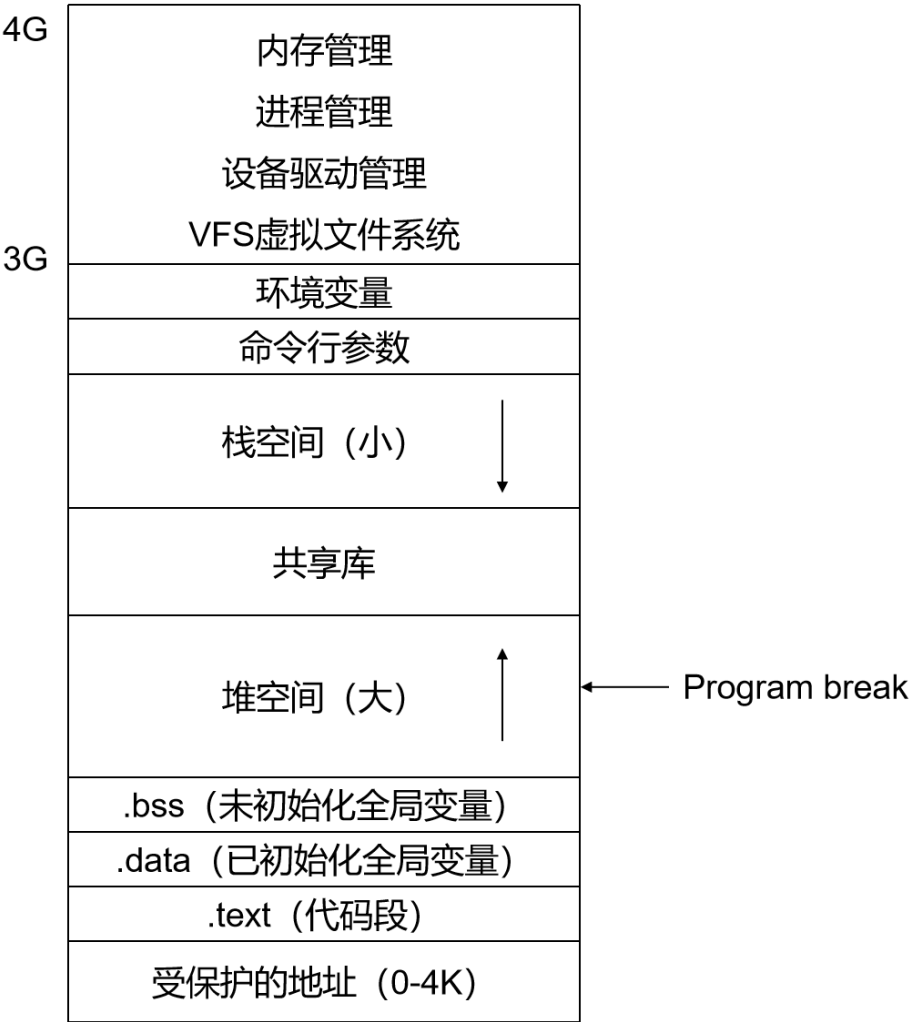 4G
内存管理
进程管理
设备驱动管理
VFS虚拟文件系统
3G
环境变量
命令行参数
栈空间（小）
共享库
堆空间（大）
Program break
.bss（未初始化全局变量）
.data（已初始化全局变量）
.text（代码段）
受保护的地址（0-4K）